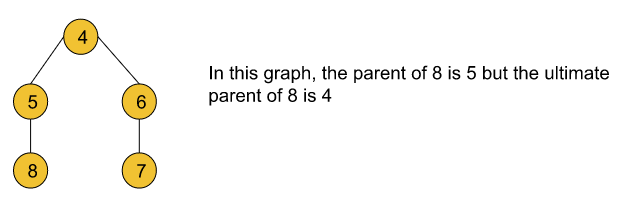 4
In this graph, the parent of 8 is 5 but the ultimate
parent of 8 is 4
5
6
8
7